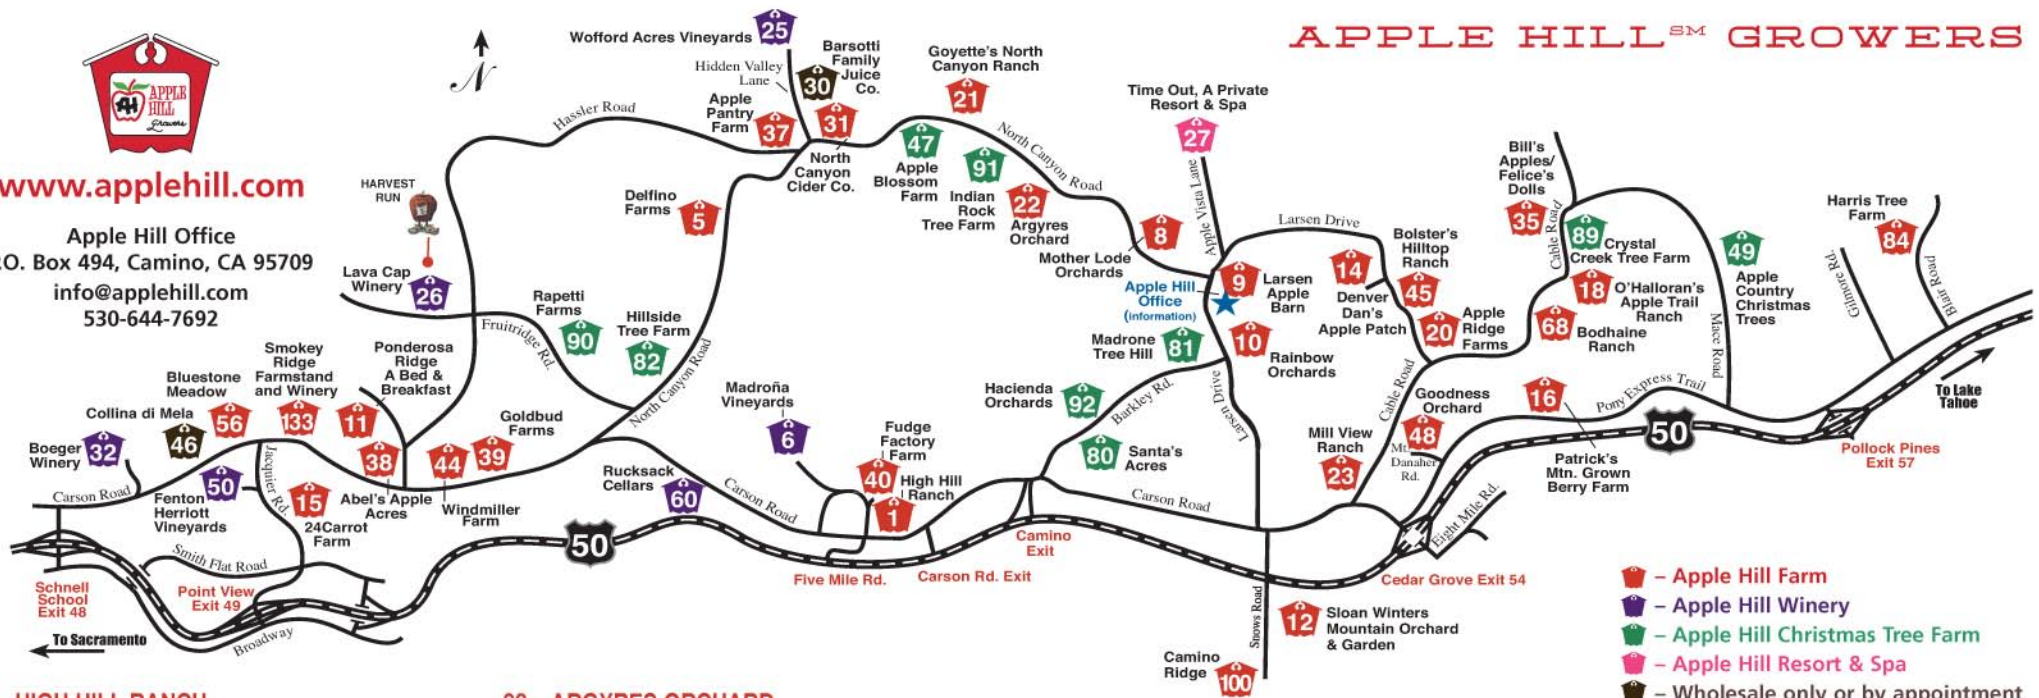 APPLE HILL℠ GROWERS
AH APPLE
HILL
Growers
www.applehill.com
Apple Hill Office
P.O. Box 494, Camino, CA 95709
info@applehill.com
530-644-7692
N
Wofford Acres Vineyards 25
Hidden Valley
Lane
Barsotti
Family
Juice
Co.
30
Apple
Pantry
Farm
37
31
North
Canyon
Cider Co.
Goyette's North
Canyon Ranch
21
Hassler Road
North Canyon Road
47
Apple
Blossom
Farm
91
Indian
Rock
Tree Farm
22
Argyres
Orchard
Time Out, A Private
Resort & Spa
27
Apple Vista Lane
8
Mother Lode
Orchards
Apple Hill
Office
(information)
9
Larsen
Apple
Barn
Larsen Drive
14
Denver
Dan's
Apple Patch
Bolster's
Hilltop
Ranch
45
20
Apple
Ridge
Farms
Bill's
Apples/
Felice's
Dolls
35
Cable Road
89
Crystal
Creek Tree Farm
18
O'Halloran's
Apple Trail
Ranch
68
Bodhaine
Ranch
49
Apple
Country
Christmas
Trees
Mace Road
Harris Tree
Farm
84
Gilmore Rd.
Blair Road
To Lake
Tahoe
HARVEST
RUN
Lava Cap
Winery
26
Delfino
Farms
5
Rapetti
Farms
90
Fruitridge Rd.
Hillside
Tree Farm
82
North Canyon Road
Madrone
Tree Hill
81
10
Rainbow
Orchards
Hacienda
Orchards
92
Barkley Rd.
Larsen Drive
80
Santa's
Acres
Cable Road
Goodness
Orchard
48
Mt.
Danaher
Rd.
Mill View
Ranch
23
16
Patrick's
Mtn. Grown
Berry Farm
Pony Express Trail
50
Pollock Pines
Exit 57
Smokey
Ridge
Farmstand
and Winery
133
Ponderosa
Ridge
A Bed &
Breakfast
11
Bluestone
Meadow
56
Collina di Mela
46
Boeger
Winery
32
Carson Road
50
Fenton
Herriott
Vineyards
Jacquier Rd.
15
24Carrot
Farm
38
Abel's Apple
Acres
44
Windmiller
Farm
39
Goldbud
Farms
Rucksack
Cellars
60
Madroña
Vineyards
6
Fudge
Factory
Farm
40
High Hill
Ranch
1
Carson Road
Carson Road
50
Smith Flat Road
Broadway
Schnell
School
Exit 48
Point View
Exit 49
To Sacramento
Five Mile Rd.
Carson Rd. Exit
Camino
Exit
Cedar Grove Exit 54
Eight Mile Rd.
Snows Road
12
Sloan Winters
Mountain Orchard
& Garden
Camino
Ridge
100
– Apple Hill Farm
– Apple Hill Winery
– Apple Hill Christmas Tree Farm
– Apple Hill Resort & Spa
– Wholesale only or by appointment
HIGH HILL RANCH
ARGYRES ORCHARD